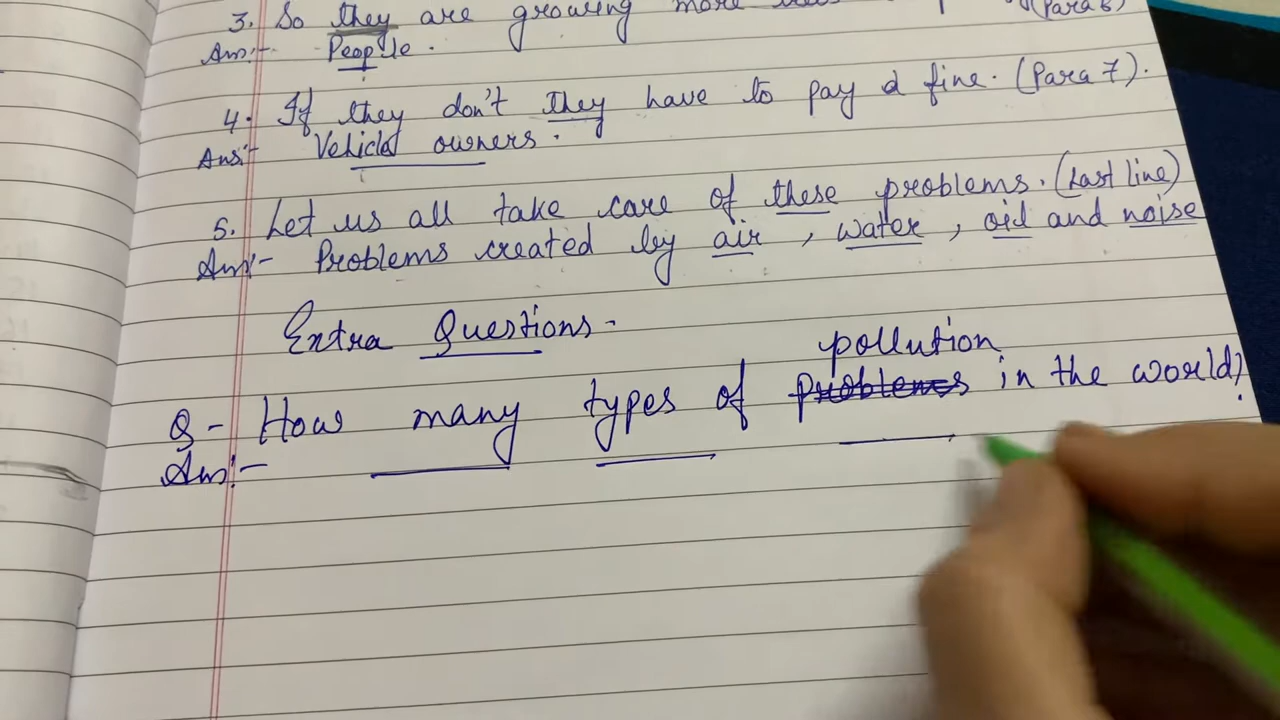 3. So they are growing more
Ans:- People. (Para 6)
4. If they don't they have to pay a fine. (Para 7).
Ans:- Vehicle owners.
5. Let us all take care of these problems. (Last line)
Ans:- Problems created by air, water, oil and noise
Extra Questions.
pollution
Q- How many types of problems in the world?
Ans:-